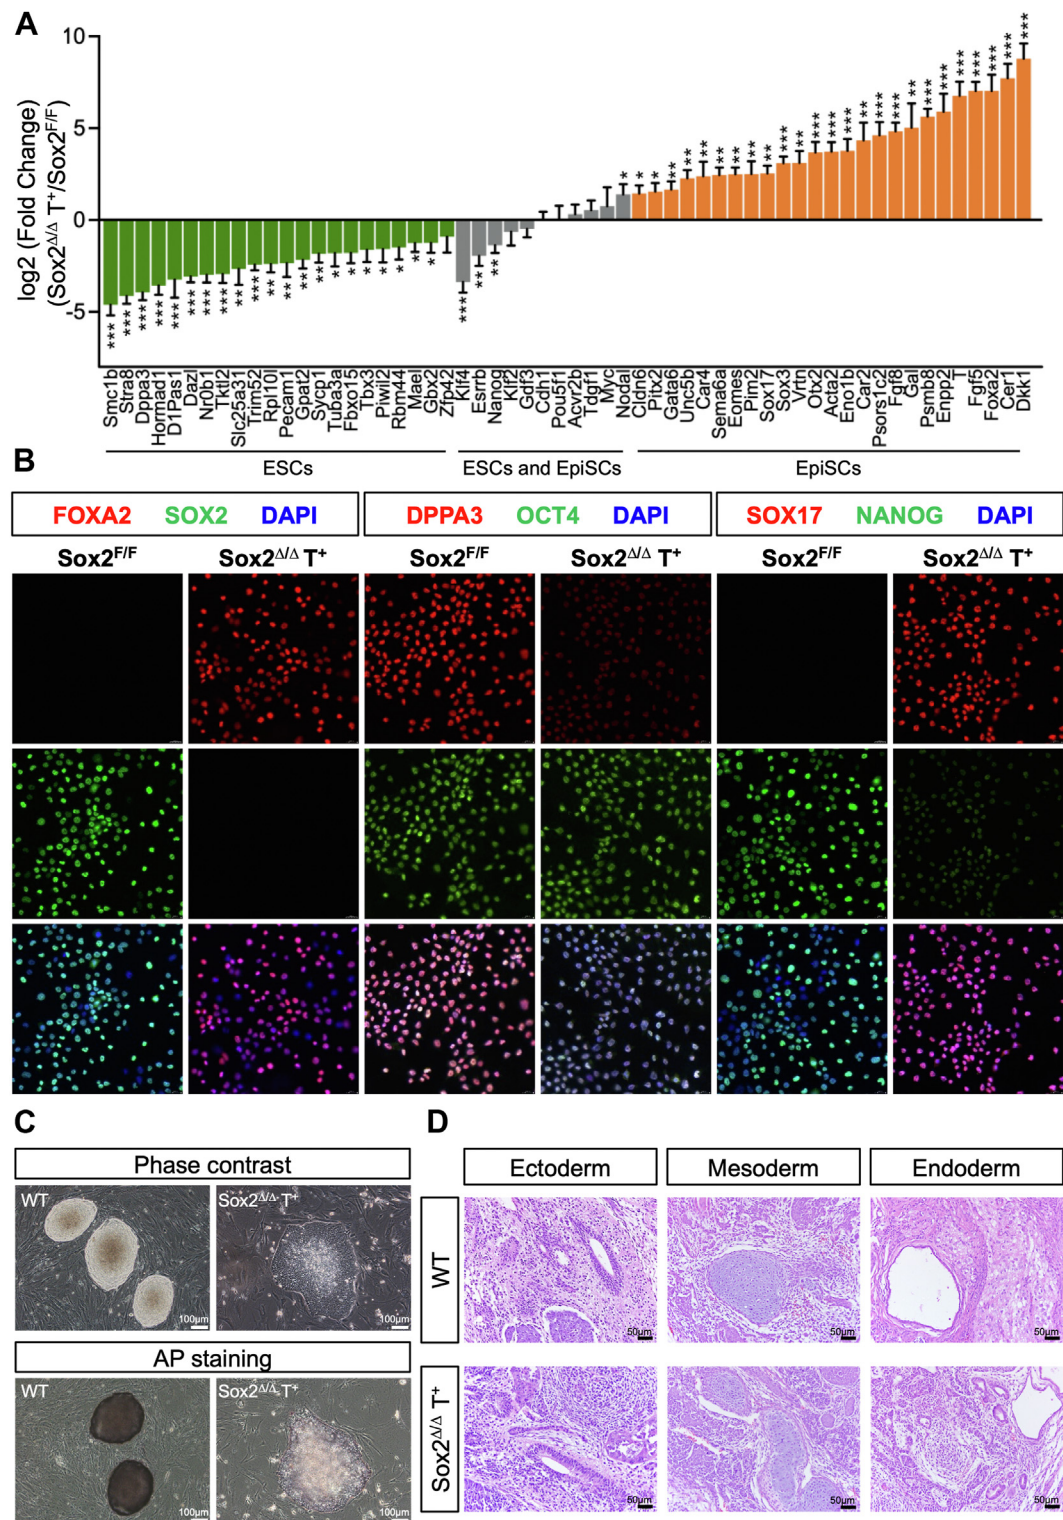 A
log2 (Fold Change)
(Sox2Δ/Δ T+/Sox2F/F)
10
5
0
-5
*** *** *** *** *** *** *** *** ** *** ** ** ** ** * * * * * * * *** ** ** * * * ** ** ** ** ** ** ** *** ** *** *** *** ** *** *** ** *** *** *** *** *** *** ***
Smc1b Stra8 Dppa3 Hormad1 D1Pas1 Dazl Nr0b1 Tktl2 Slc25a31 Trim52 Rpl10l Pecam1 Gpat2 Sycp1 Tuba3a Fbxo15 Tbx3 Piwil2 Rbm44 Mael Gbx2 Zfp42 Klf4 Esrrb Nanog Klf2 Gdf3 Cdh1 Pou5f1 Acvr2b Tdgf1 Myc Nodal Cldn6 Pitx2 Gata6 Unc5b Car4 Sema6a Eomes Pim2 Sox17 Sox3 Vrtn Otx2 Acta2 Eno1b Car2 Psors1c2 Fgf8 Gal Psmb8 Enpp2 T Fgf5 Foxa2 Cer1 Dkk1
ESCs ESCs and EpiSCs EpiSCs
B
FOXA2 SOX2 DAPI DPPA3 OCT4 DAPI SOX17 NANOG DAPI
Sox2F/F Sox2Δ/Δ T+ Sox2F/F Sox2Δ/Δ T+ Sox2F/F Sox2Δ/Δ T+
C
Phase contrast
WT Sox2Δ/Δ T+
100μm 100μm
AP staining
WT Sox2Δ/Δ T+
100μm 100μm
D
Ectoderm Mesoderm Endoderm
WT
50μm 50μm 50μm
Sox2Δ/Δ T+
50μm 50μm 50μm